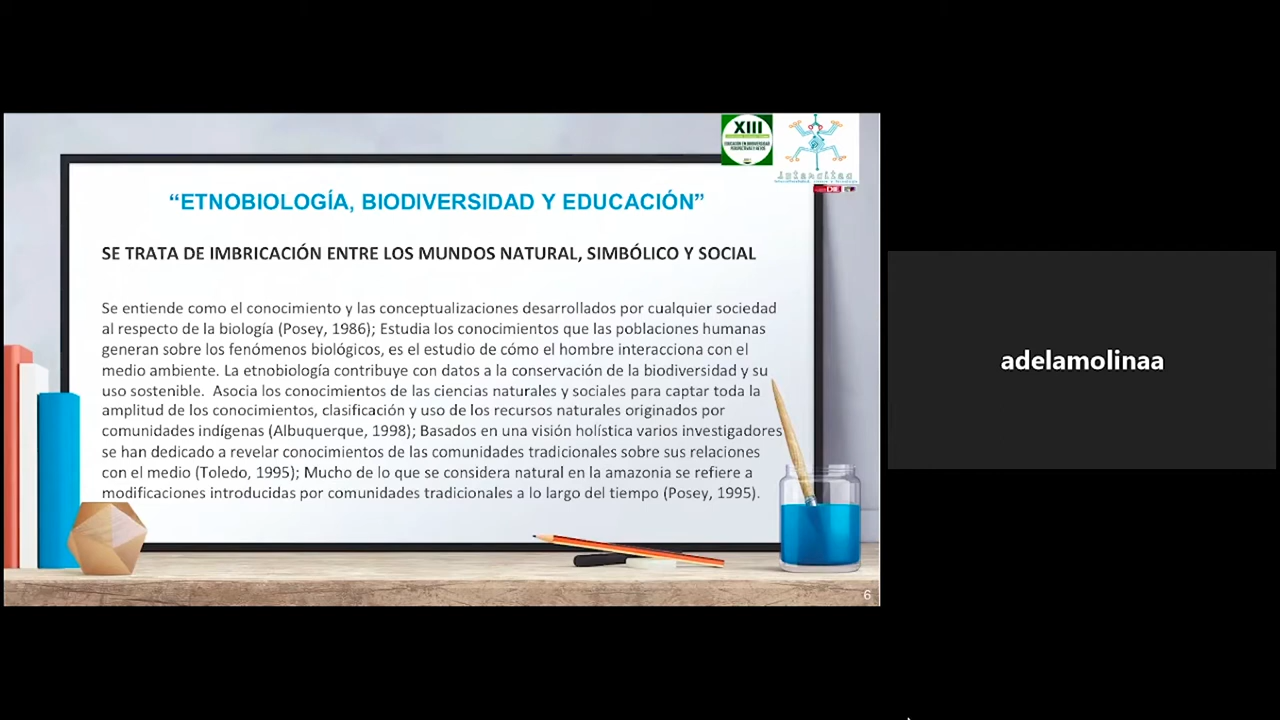 XIII
EDUCACIÓN EN BIODIVERSIDAD
PERSPECTIVAS Y RETOS
“ETNOBIOLOGÍA, BIODIVERSIDAD Y EDUCACIÓN”
SE TRATA DE IMBRICACIÓN ENTRE LOS MUNDOS NATURAL, SIMBÓLICO Y SOCIAL
Se entiende como el conocimiento y las conceptualizaciones desarrollados por cualquier sociedad
al respecto de la biología (Posey, 1986); Estudia los conocimientos que las poblaciones humanas
generan sobre los fenómenos biológicos, es el estudio de cómo el hombre interacciona con el
medio ambiente. La etnobiología contribuye con datos a la conservación de la biodiversidad y su
uso sostenible. Asocia los conocimientos de las ciencias naturales y sociales para captar toda la
amplitud de los conocimientos, clasificación y uso de los recursos naturales originados por
comunidades indígenas (Albuquerque, 1998); Basados en una visión holística varios investigadores
se han dedicado a revelar conocimientos de las comunidades tradicionales sobre sus relaciones
con el medio (Toledo, 1995); Mucho de lo que se considera natural en la amazonia se refiere a
modificaciones introducidas por comunidades tradicionales a lo largo del tiempo (Posey, 1995).
6
adelamolinaa